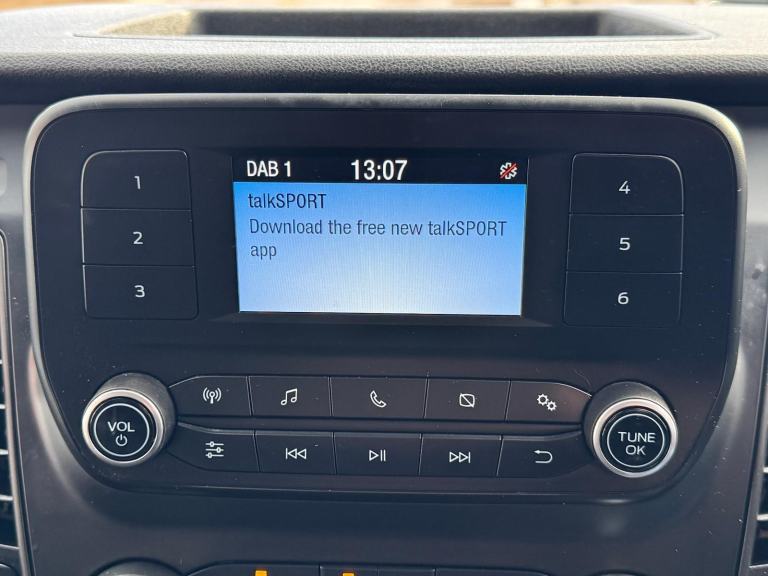 DAB 1 13:07
talkSPORT
Download the free new talkSPORT
app
1
2
3
4
5
6
VOL
TUNE
OK